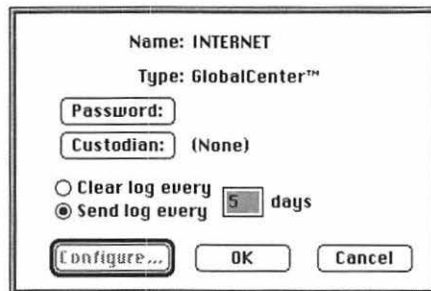 Name: INTERNET
Type: GlobalCenter™
Password:
Custodian: (None)
Clear log every
Send log every 5 days
Configure... OK Cancel